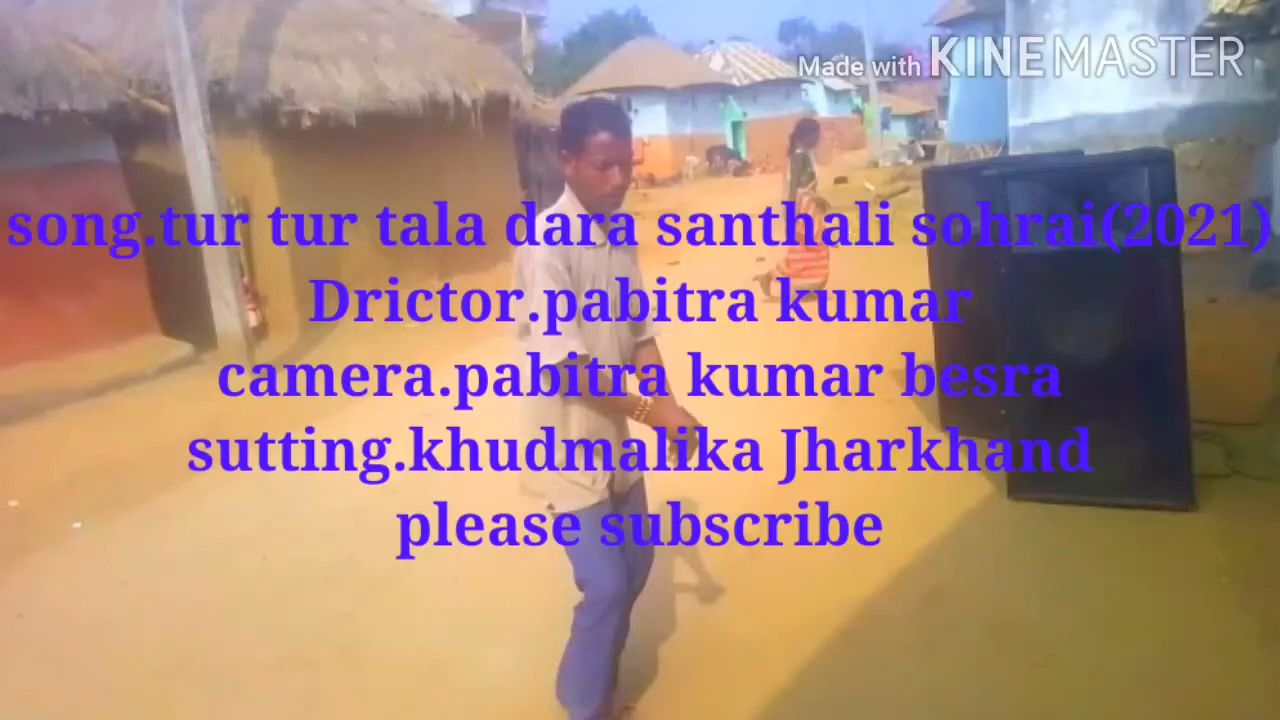 Made with KINEMASTER
song.tur tur tala dara santhali sohrai(2021)
Drictor.pabitra kumar
camera.pabitra kumar besra
sutting.khudmalika Jharkhand
please subscribe